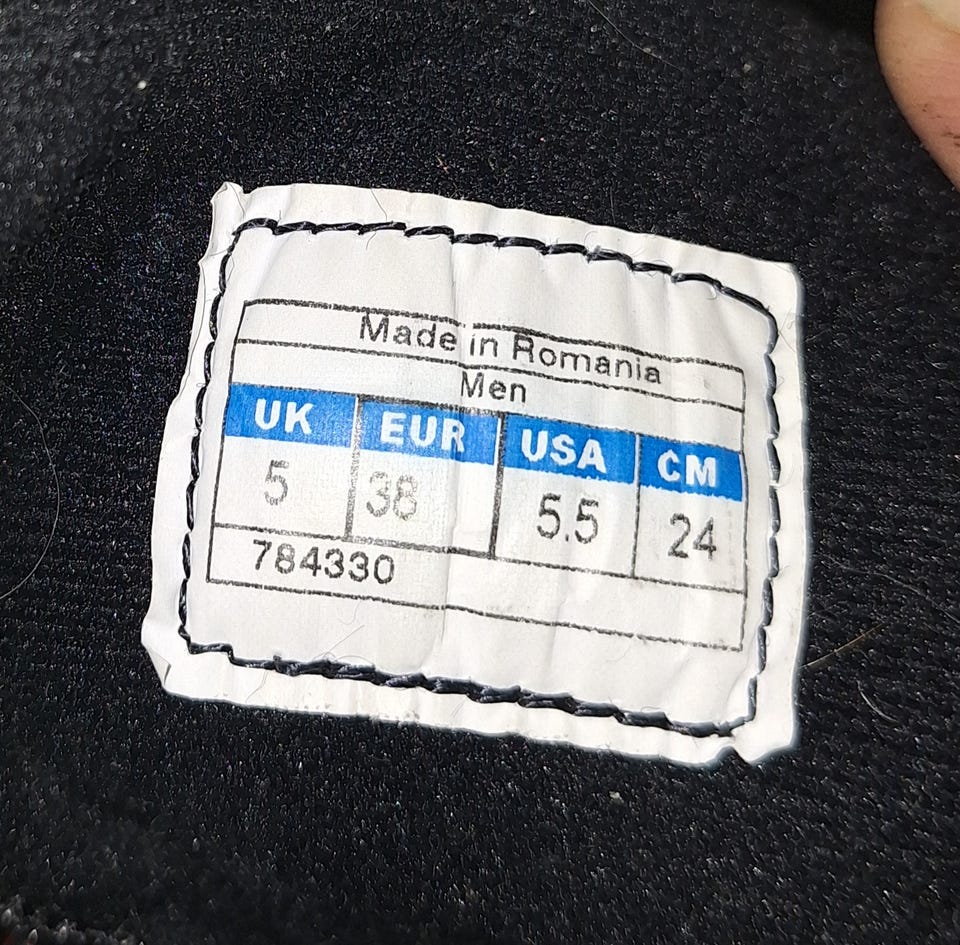 Made in Romania
Men
UK EUR USA CM
5 38 5.5 24
784330